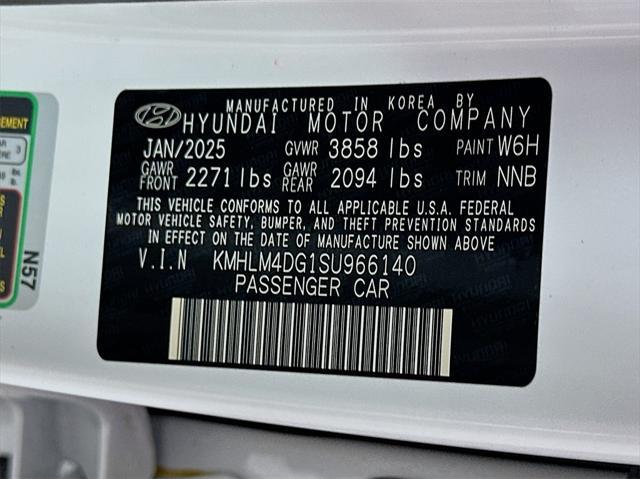 MANUFACTURED IN KOREA BY
HYUNDAI MOTOR COMPANY
JAN/2025 GVWR 3858 lbs PAINT W6H
GAWR FRONT 2271 lbs GAWR REAR 2094 lbs TRIM NNB
THIS VEHICLE CONFORMS TO ALL APPLICABLE U.S.A. FEDERAL
MOTOR VEHICLE SAFETY, BUMPER, AND THEFT PREVENTION STANDARDS
IN EFFECT ON THE DATE OF MANUFACTURE SHOWN ABOVE
V.I.N KMHLM4DG1SU966140
PASSENGER CAR
N57